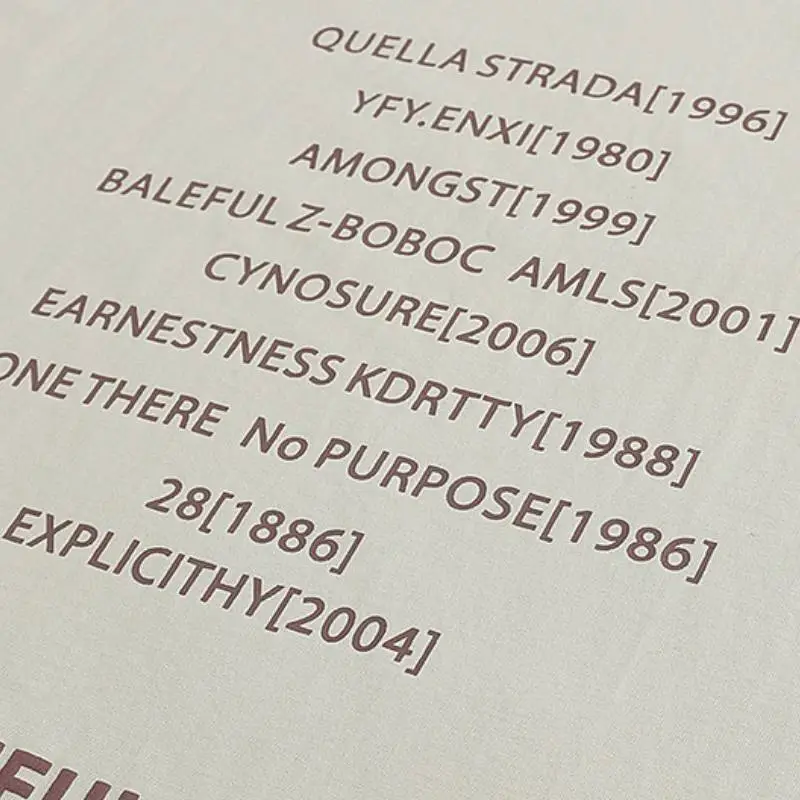 QUELLA STRADA[1996]
YFY.ENXI[1980]
AMONGST[1999]
BALEFUL Z-BOBOC AMLS[2001]
CYNOSURE[2006]
EARNESTNESS KDRTTY[1988]
ONE THERE No PURPOSE[1986]
28[1886]
EXPLICITHY[2004]